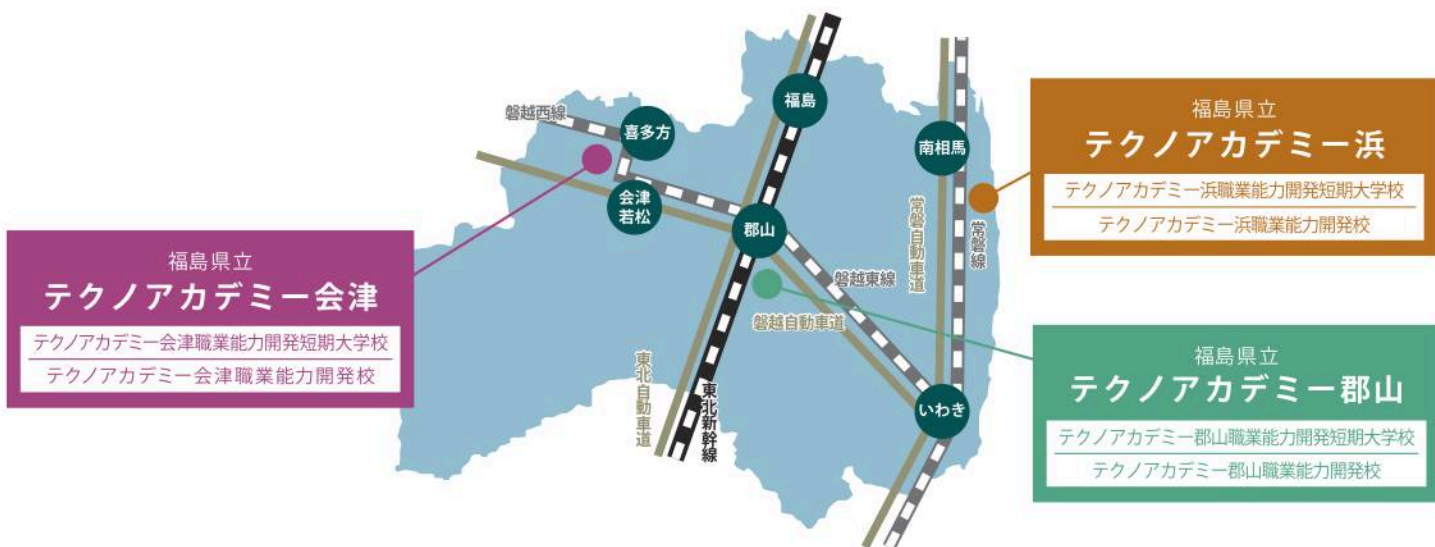 福島県立
テクノアカデミー会津
テクノアカデミー会津職業能力開発短期大学校
テクノアカデミー会津職業能力開発校
磐越西線
喜多方
会津
若松
福島
郡山
南相馬
いわき
常磐自動車道
常磐線
磐越東線
磐越自動車道
東北自動車道
東北新幹線
福島県立
テクノアカデミー浜
テクノアカデミー浜職業能力開発短期大学校
テクノアカデミー浜職業能力開発校
福島県立
テクノアカデミー郡山
テクノアカデミー郡山職業能力開発短期大学校
テクノアカデミー郡山職業能力開発校